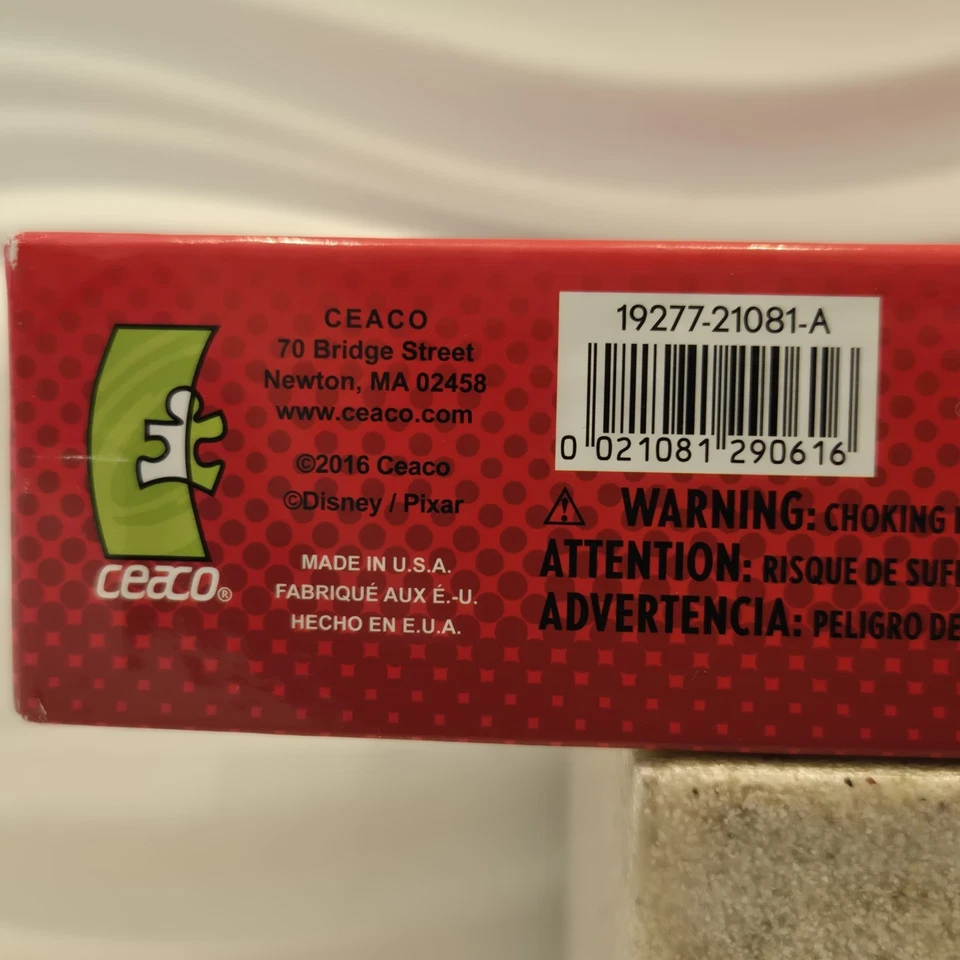 CEACO
70 Bridge Street
Newton, MA 02458
www.ceaco.com
©2016 Ceaco
©Disney / Pixar
MADE IN U.S.A.
FABRIQUÉ AUX É.-U.
HECHO EN E.U.A.
ceaco®
19277-21081-A
0 021081 290616
⚠ WARNING: CHOKING
ATTENTION: RISQUE DE
ADVERTENCIA: PELIGRO DE